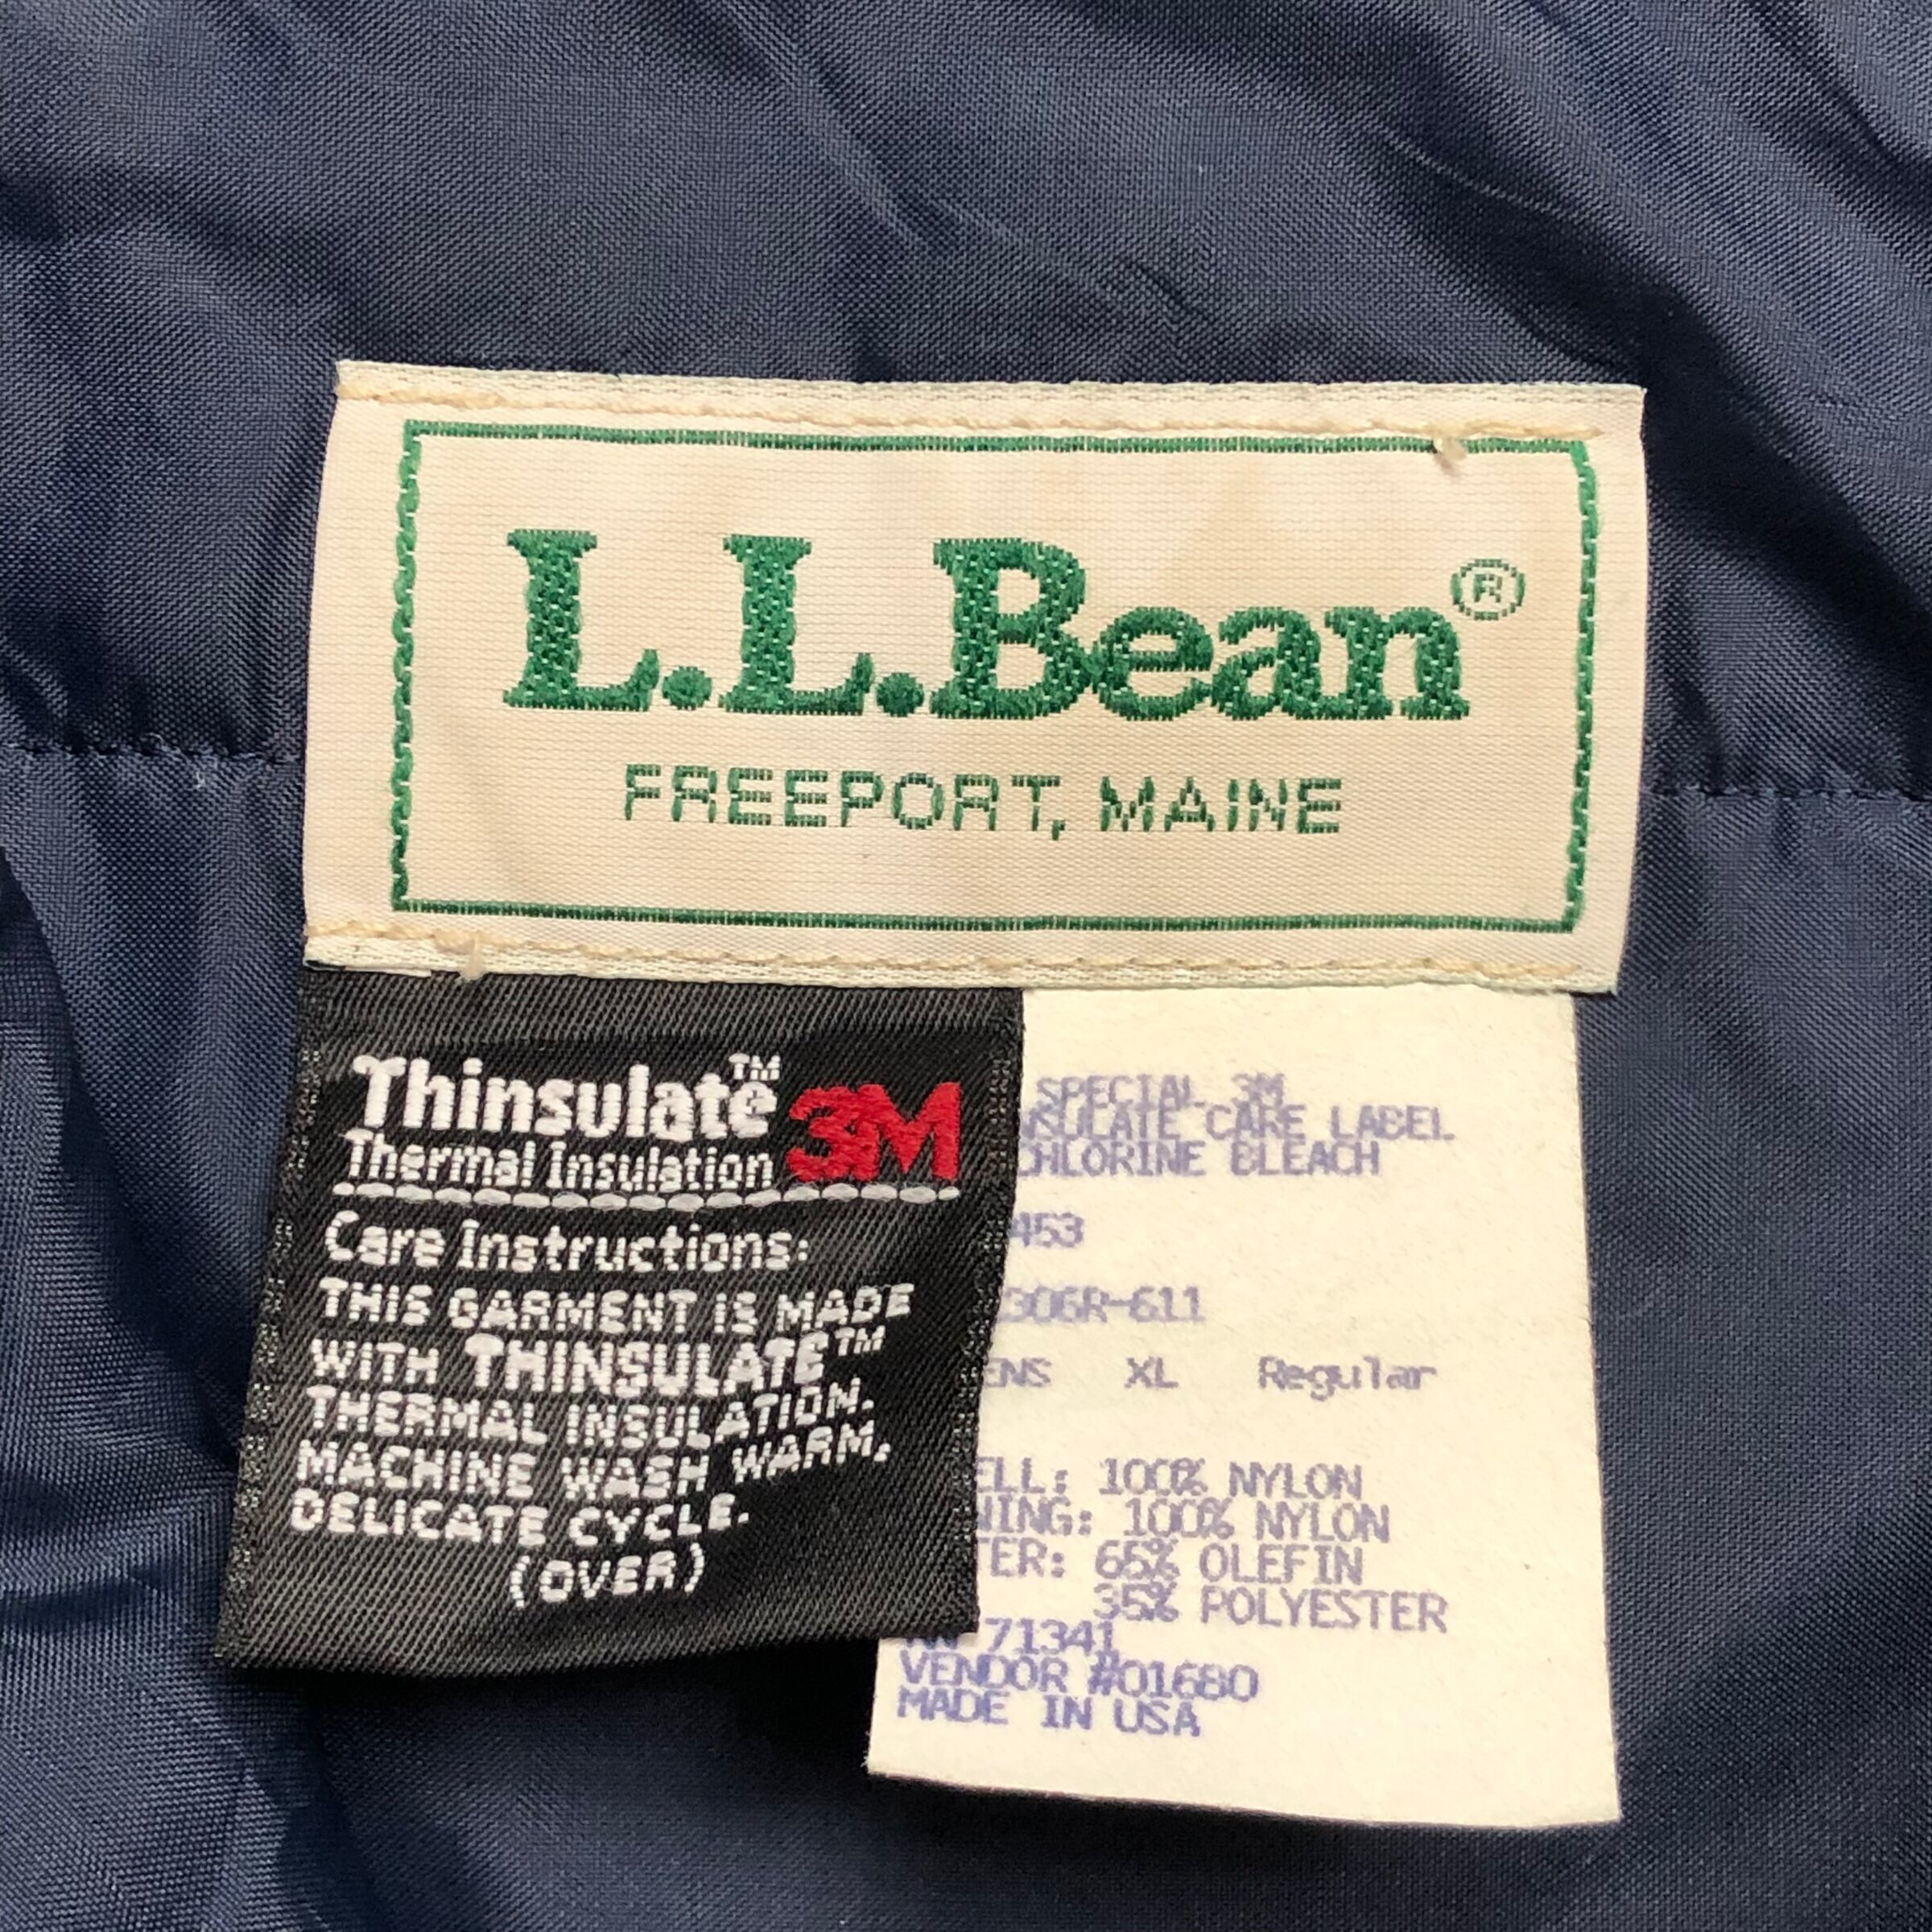 L.L.Bean®
FREEPORT, MAINE
Thinsulate™ 3M
Thermal Insulation
Care Instructions:
THIS GARMENT IS MADE
WITH THINSULATE™
THERMAL INSULATION.
MACHINE WASH WARM,
DELICATE CYCLE.
(OVER)
SPECIAL 3M
NSULATE CARE LABEL
CHLORINE BLEACH
453
306R-611
ENS XL Regular
ELL: 100% NYLON
NING: 100% NYLON
TER: 65% OLEFIN
35% POLYESTER
71341
VENDOR #01680
MADE IN USA